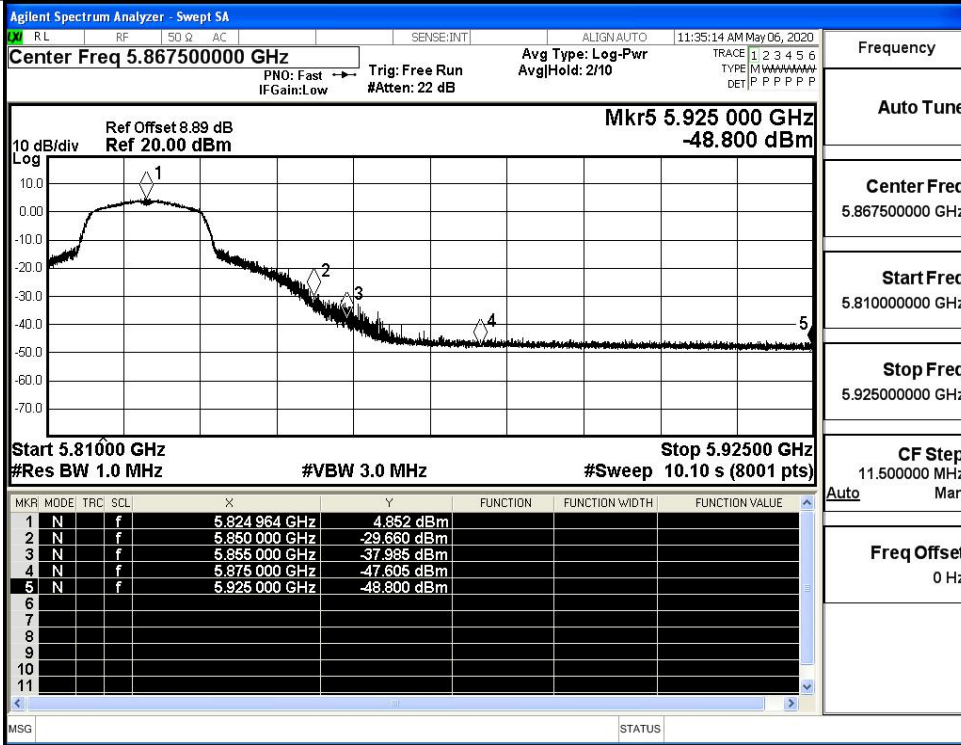 Agilent Spectrum Analyzer - Swept SA
LXI RL RF 50 Ω AC SENSE:INT ALIGN AUTO 11:35:14 AM May 06, 2020
Center Freq 5.867500000 GHz
PNO: Fast
IFGain:Low
Trig: Free Run
#Atten: 22 dB
Avg Type: Log-Pwr
Avg|Hold: 2/10
TRACE 1 2 3 4 5 6
TYPE M WWWWW
DET P P P P P P
Mkr5 5.925 000 GHz
-48.800 dBm
Ref Offset 8.89 dB
10 dB/div Ref 20.00 dBm
Log
10.0
0.00
-10.0
-20.0
-30.0
-40.0
-50.0
-60.0
-70.0
1
2
3
4
5
Start 5.81000 GHz Stop 5.92500 GHz
#Res BW 1.0 MHz #VBW 3.0 MHz #Sweep 10.10 s (8001 pts)
MKR MODE TRC SCL X Y FUNCTION FUNCTION WIDTH FUNCTION VALUE
1 N f 5.824 964 GHz 4.852 dBm
2 N f 5.850 000 GHz -29.660 dBm
3 N f 5.855 000 GHz -37.985 dBm
4 N f 5.875 000 GHz -47.605 dBm
5 N f 5.925 000 GHz -48.800 dBm
6
7
8
9
10
11
MSG STATUS
Frequency
Auto Tune
Center Freq
5.867500000 GHz
Start Freq
5.810000000 GHz
Stop Freq
5.925000000 GHz
CF Step
11.500000 MHz
Auto Man
Freq Offset
0 Hz